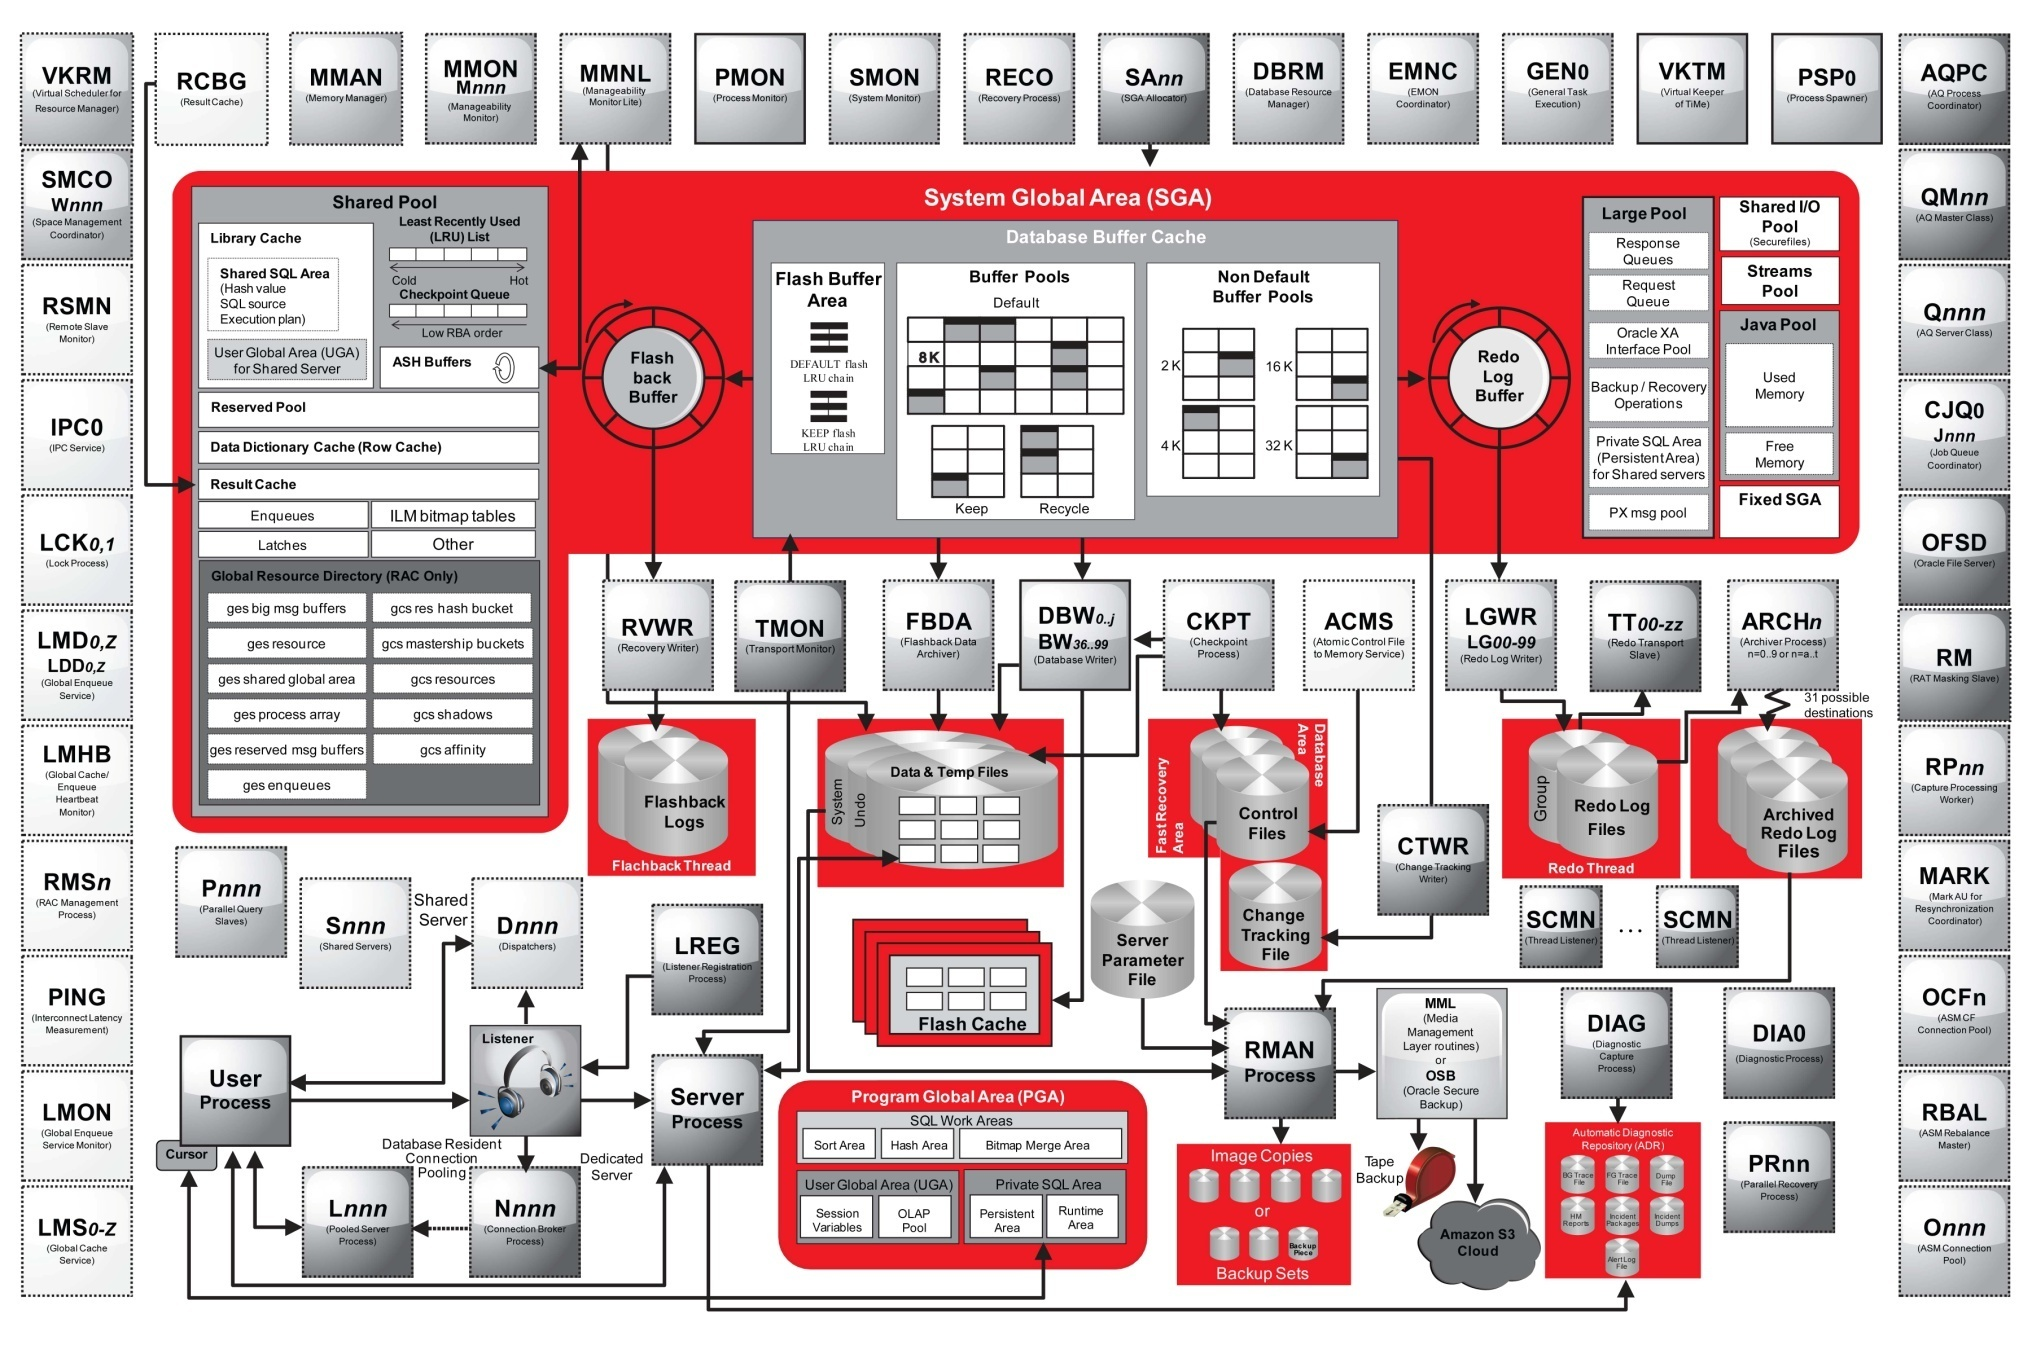 VKRM
(Virtual Scheduler for
Resource Manager)
RCBG
(Result Cache)
MMAN
(Memory Manager)
MMON
Mnnn
(Manageability
Monitor)
MMNL
(Manageability
Monitor Lite)
PMON
(Process Monitor)
SMON
(System Monitor)
RECO
(Recovery Process)
SAnn
(SGA Allocator)
DBRM
(Database Resource
Manager)
EMNC
(EMON
Coordinator)
GEN0
(General Task
Execution)
VKTM
(Virtual Keeper
of TiMe)
PSP0
(Process Spawner)
AQPC
(AQ Process
Coordinator)
SMCO
Wnnn
(Space Management
Coordinator)
RSMN
(Remote Slave
Monitor)
IPC0
(IPC Service)
LCK0,1
(Lock Process)
LMD0,Z
LDD0,Z
(Global Enqueue
Service)
LMHB
(Global Cache/
Enqueue
Heartbeat
Monitor)
RMSn
(RAC Management
Process)
PING
(Interconnect Latency
Measurement)
LMON
(Global Enqueue
Service Monitor)
LMS0-Z
(Global Cache
Service)
System Global Area (SGA)
Shared Pool
Library Cache
Shared SQL Area
(Hash value
SQL source
Execution plan)
User Global Area (UGA)
for Shared Server
Least Recently Used
(LRU) List
Cold
Hot
Checkpoint Queue
Low RBA order
ASH Buffers
Reserved Pool
Data Dictionary Cache (Row Cache)
Result Cache
Enqueues
ILM bitmap tables
Latches
Other
Global Resource Directory (RAC Only)
ges big msg buffers
gcs res hash bucket
ges resource
gcs mastership buckets
ges shared global area
gcs resources
ges process array
gcs shadows
ges reserved msg buffers
gcs affinity
ges enqueues
Flash
back
Buffer
Database Buffer Cache
Flash Buffer
Area
DEFAULT flash
LRU chain
KEEP flash
LRU chain
Buffer Pools
Default
8K
Keep
Recycle
Non Default
Buffer Pools
2 K
16 K
4 K
32 K
Redo
Log
Buffer
Large Pool
Response
Queues
Request
Queue
Oracle XA
Interface Pool
Backup / Recovery
Operations
Private SQL Area
(Persistent Area)
for Shared servers
PX msg pool
Shared I/O
Pool
(Securefiles)
Streams
Pool
Java Pool
Used
Memory
Free
Memory
Fixed SGA
RVWR
(Recovery Writer)
TMON
(Transport Monitor)
FBDA
(Flashback Data
Archiver)
DBW0..j
BW36..99
(Database Writer)
CKPT
(Checkpoint
Process)
ACMS
(Atomic Control File
to Memory Service)
LGWR
LG00-99
(Redo Log Writer)
TT00-zz
(Redo Transport
Slave)
ARCHn
(Archiver Process)
n=0..9 or n=a..t
31 possible
destinations
Flashback
Logs
Flachback Thread
System
Undo
Data & Temp Files
Fast Recovery
Area
Database
Area
Control
Files
Change
Tracking
File
CTWR
(Change Tracking
Writer)
Group
Redo Log
Files
Redo Thread
Archived
Redo Log
Files
SCMN
(Thread Listener)
...
SCMN
(Thread Listener)
Pnnn
(Parallel Query
Slaves)
Snnn
(Shared Servers)
Shared
Server
Dnnn
(Dispatchers)
LREG
(Listener Registration
Process)
Flash Cache
Server
Parameter
File
User
Process
Cursor
Listener
Server
Process
Database Resident
Connection
Pooling
Dedicated
Server
Lnnn
(Pooled Server
Process)
Nnnn
(Connection Broker
Process)
Program Global Area (PGA)
SQL Work Areas
Sort Area
Hash Area
Bitmap Merge Area
User Global Area (UGA)
Session
Variables
OLAP
Pool
Private SQL Area
Persistent
Area
Runtime
Area
RMAN
Process
MML
(Media
Management
Layer routines)
or
OSB
(Oracle Secure
Backup)
Image Copies
or
Backup
Piece
Backup Sets
Tape
Backup
Amazon S3
Cloud
DIAG
(Diagnostic
Capture
Process)
DIA0
(Diagnostic Process)
Automatic Diagnostic
Repository (ADR)
BG Trace
File
FG Trace
File
Dump
File
HM
Reports
Incident
Packages
Incident
Dumps
Alert Log
File
PRnn
(Parallel Recovery
Process)
QMnn
(AQ Master Class)
Qnnn
(AQ Server Class)
CJQ0
Jnnn
(Job Queue
Coordinator)
OFSD
(Oracle File Server)
RM
(RAT Masking Slave)
RPnn
(Capture Processing
Worker)
MARK
(Mark AU for
Resynchronization
Coordinator)
OCFn
(ASM CF
Connection Pool)
RBAL
(ASM Rebalance
Master)
Onnn
(ASM Connection
Pool)